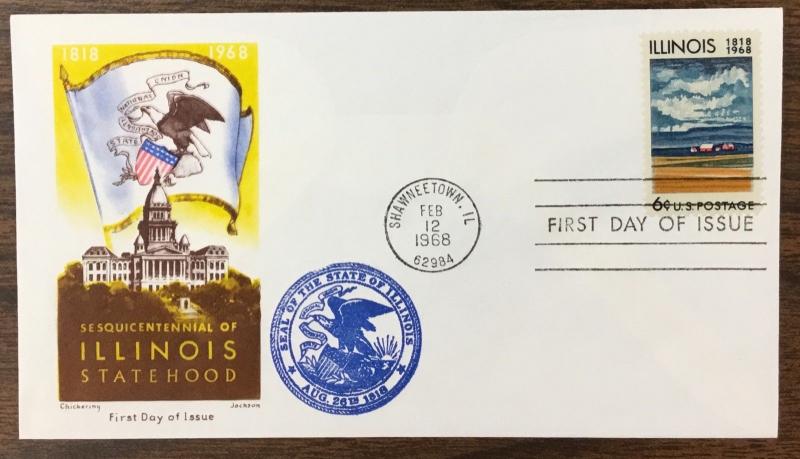 1818 1968
NATIONAL UNION
STATE
SESQUICENTENNIAL OF
ILLINOIS
STATEHOOD
Chickering Jackson
First Day of Issue
SEAL OF THE STATE OF ILLINOIS
AUG. 26TH 1818
SHAWNEETOWN, IL
FEB
12
1968
62984
ILLINOIS 1818
1968
6¢ U.S. POSTAGE
FIRST DAY OF ISSUE